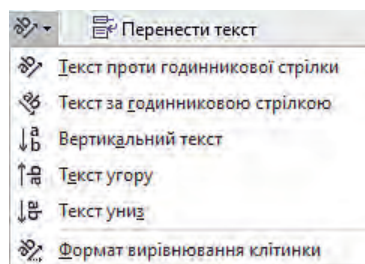 Перенести текст
Текст проти годинникової стрілки
Текст за годинниковою стрілкою
Вертикальний текст
Текст угору
Текст униз
Формат вирівнювання клітинки